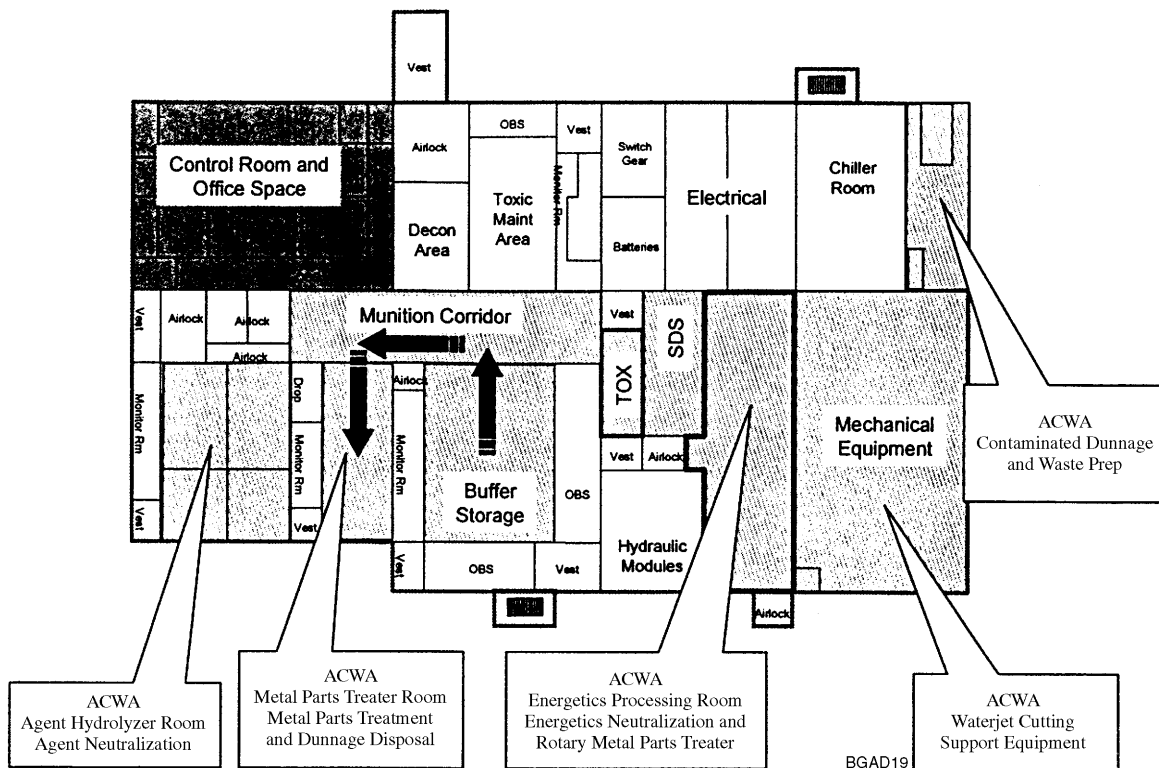 Vest
Control Room and
Office Space
Airlock
OBS
Vest
Switch
Gear
Chiller
Room
Electrical
Toxic
Maint
Area
Monitor Rm
Decon
Area
Batteries
Vest
Airlock
Airlock
Airlock
Munition Corridor
Vest
SDS
TOX
Monitor Rm
Drop
Airlock
Mechanical
Equipment
ACWA
Contaminated Dunnage
and Waste Prep
Monitor Rm
Monitor Rm
Vest
Airlock
Buffer
Storage
OBS
Vest
Vest
Hydraulic
Modules
Vest
OBS
Vest
Airlock
ACWA
Agent Hydrolyzer Room
Agent Neutralization
ACWA
Metal Parts Treater Room
Metal Parts Treatment
and Dunnage Disposal
ACWA
Energetics Processing Room
Energetics Neutralization and
Rotary Metal Parts Treater
ACWA
Waterjet Cutting
Support Equipment
BGAD19